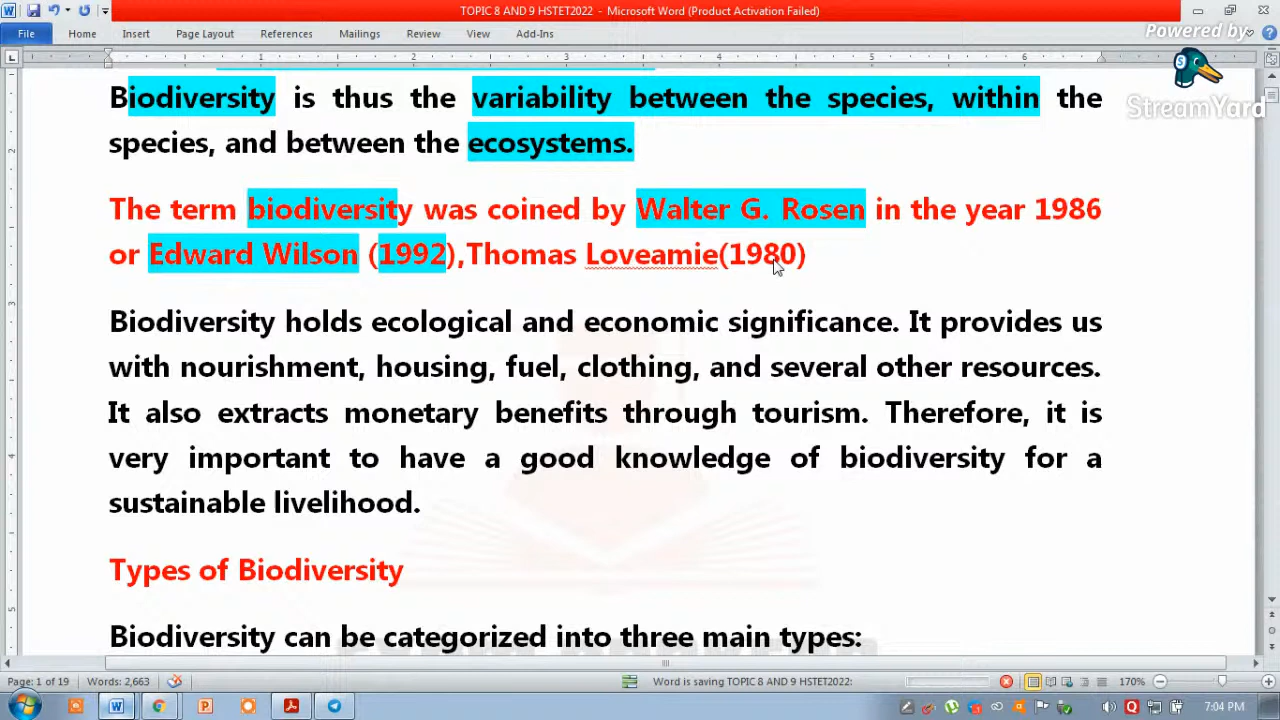 TOPIC 8 AND 9 HSTET2022 - Microsoft Word (Product Activation Failed)
File Home Insert Page Layout References Mailings Review View Add-Ins
Powered by
StreamYard
Biodiversity is thus the variability between the species, within the
species, and between the ecosystems.
The term biodiversity was coined by Walter G. Rosen in the year 1986
or Edward Wilson (1992),Thomas Loveamie(1980)
Biodiversity holds ecological and economic significance. It provides us
with nourishment, housing, fuel, clothing, and several other resources.
It also extracts monetary benefits through tourism. Therefore, it is
very important to have a good knowledge of biodiversity for a
sustainable livelihood.
Types of Biodiversity
Biodiversity can be categorized into three main types:
Page: 1 of 19 Words: 2,663 Word is saving TOPIC 8 AND 9 HSTET2022: 170%
7:04 PM